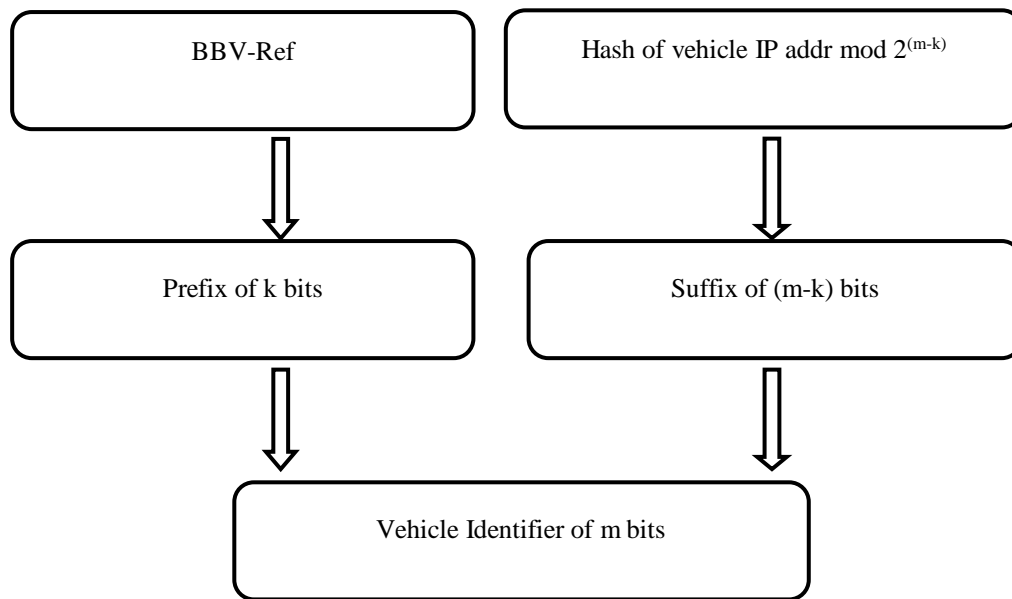 BBV-Ref
Hash of vehicle IP addr mod 2^(m-k)
Prefix of k bits
Suffix of (m-k) bits
Vehicle Identifier of m bits